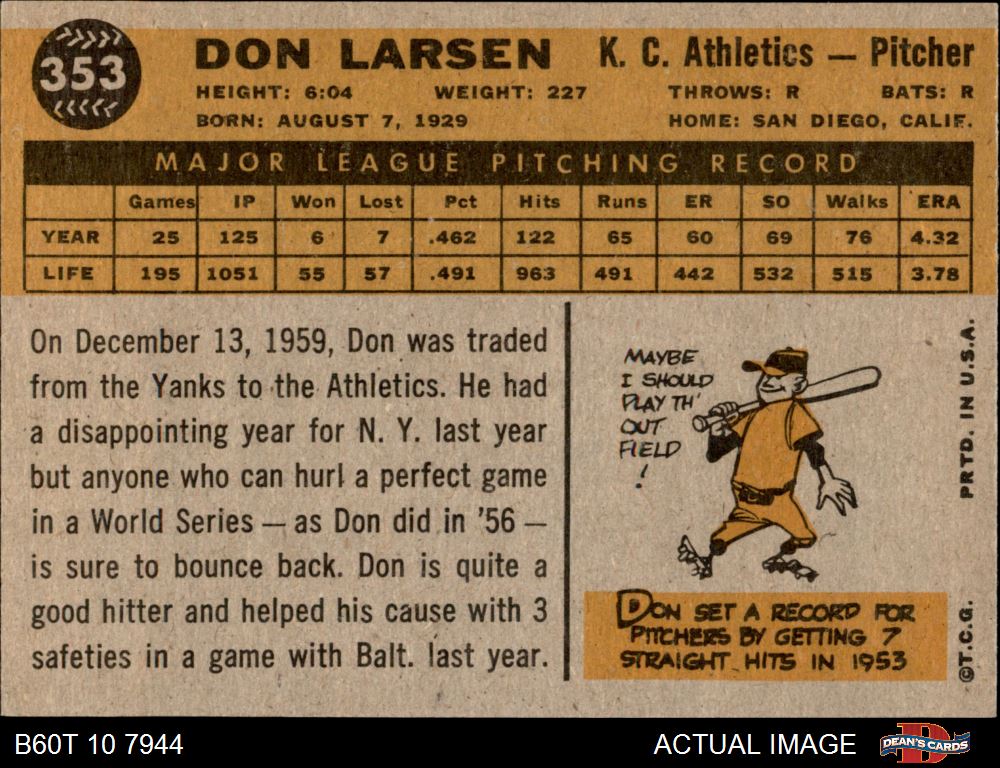 353
DON LARSEN K. C. Athletics — Pitcher
HEIGHT: 6:04 WEIGHT: 227 THROWS: R BATS: R
BORN: AUGUST 7, 1929 HOME: SAN DIEGO, CALIF.
MAJOR LEAGUE PITCHING RECORD
Games IP Won Lost Pct Hits Runs ER SO Walks ERA
YEAR 25 125 6 7 .462 122 65 60 69 76 4.32
LIFE 195 1051 55 57 .491 963 491 442 532 515 3.78
On December 13, 1959, Don was traded
from the Yanks to the Athletics. He had
a disappointing year for N. Y. last year
but anyone who can hurl a perfect game
in a World Series — as Don did in '56 —
is sure to bounce back. Don is quite a
good hitter and helped his cause with 3
safeties in a game with Balt. last year.
MAYBE
I SHOULD
PLAY TH'
OUT
FIELD
!
DON SET A RECORD FOR
PITCHERS BY GETTING 7
STRAIGHT HITS IN 1953
©T.C.G. PRTD. IN U.S.A.
B60T 10 7944 ACTUAL IMAGE DEAN'S CARDS